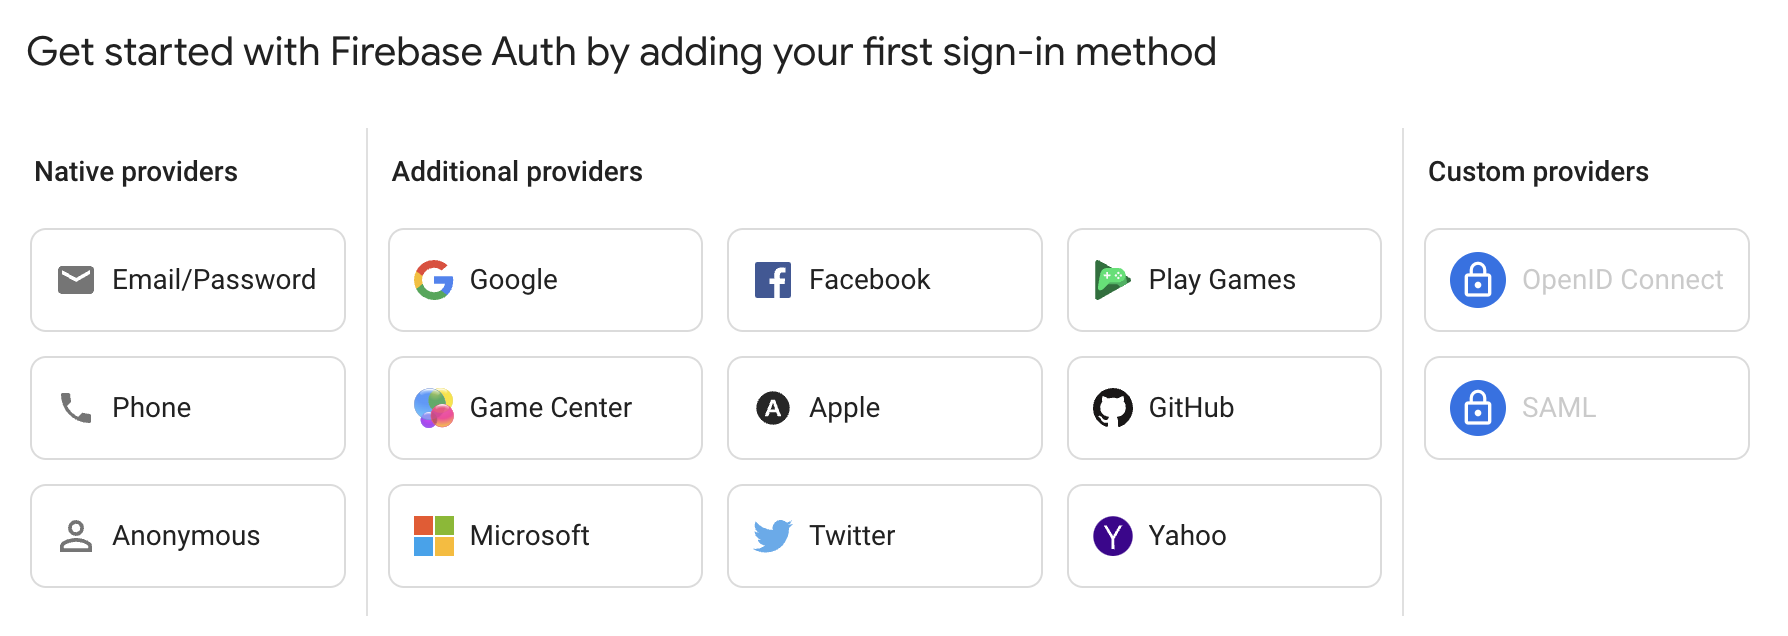 Get started with Firebase Auth by adding your first sign-in method
Native providers
Email/Password
Phone
Anonymous
Additional providers
Google
Facebook
Play Games
Game Center
Apple
GitHub
Microsoft
Twitter
Yahoo
Custom providers
OpenID Connect
SAML